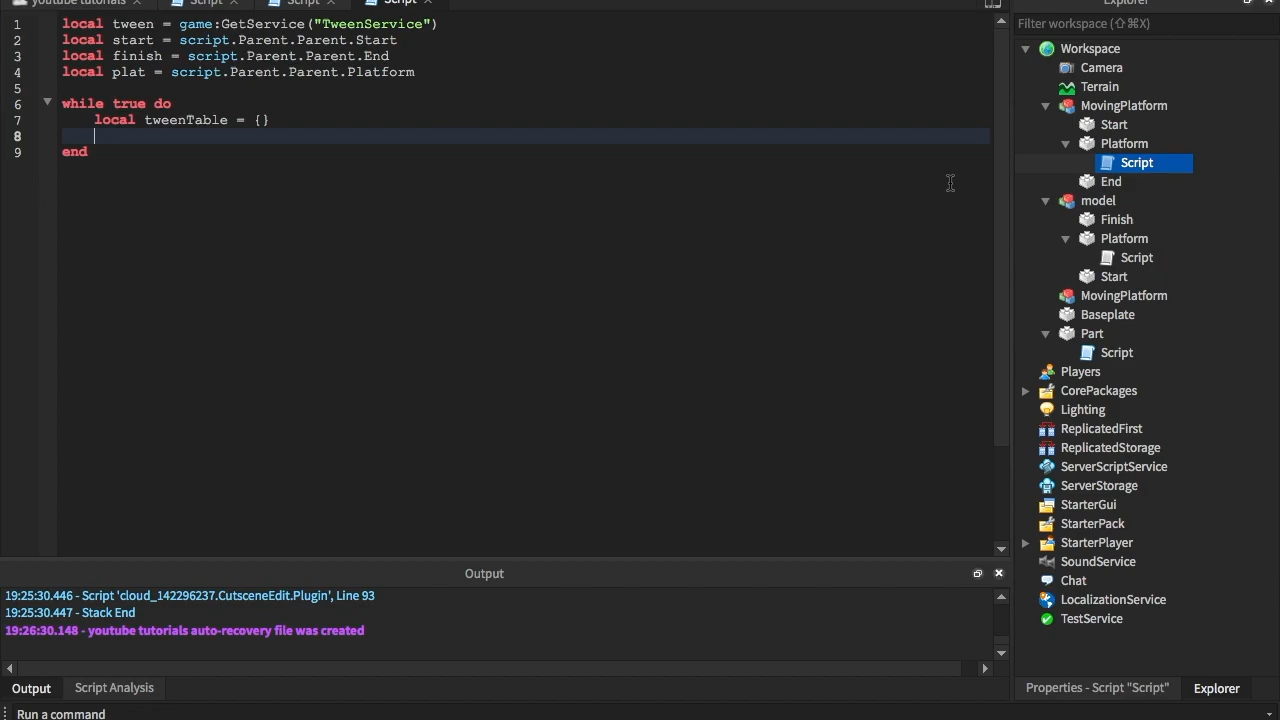 youtube tutorials
Script
Script
Script
Explorer
1 local tween = game:GetService("TweenService")
2 local start = script.Parent.Parent.Start
3 local finish = script.Parent.Parent.End
4 local plat = script.Parent.Parent.Platform
5
6 while true do
7 local tweenTable = {}
8
9 end
Filter workspace (⇧⌘X)
Workspace
Camera
Terrain
MovingPlatform
Start
Platform
Script
End
model
Finish
Platform
Script
Start
MovingPlatform
Baseplate
Part
Script
Players
CorePackages
Lighting
ReplicatedFirst
ReplicatedStorage
ServerScriptService
ServerStorage
StarterGui
StarterPack
StarterPlayer
SoundService
Chat
LocalizationService
TestService
Output
19:25:30.446 - Script 'cloud_142296237.CutsceneEdit.Plugin', Line 93
19:25:30.447 - Stack End
19:26:30.148 - youtube tutorials auto-recovery file was created
Output Script Analysis
Properties - Script "Script" Explorer
Run a command